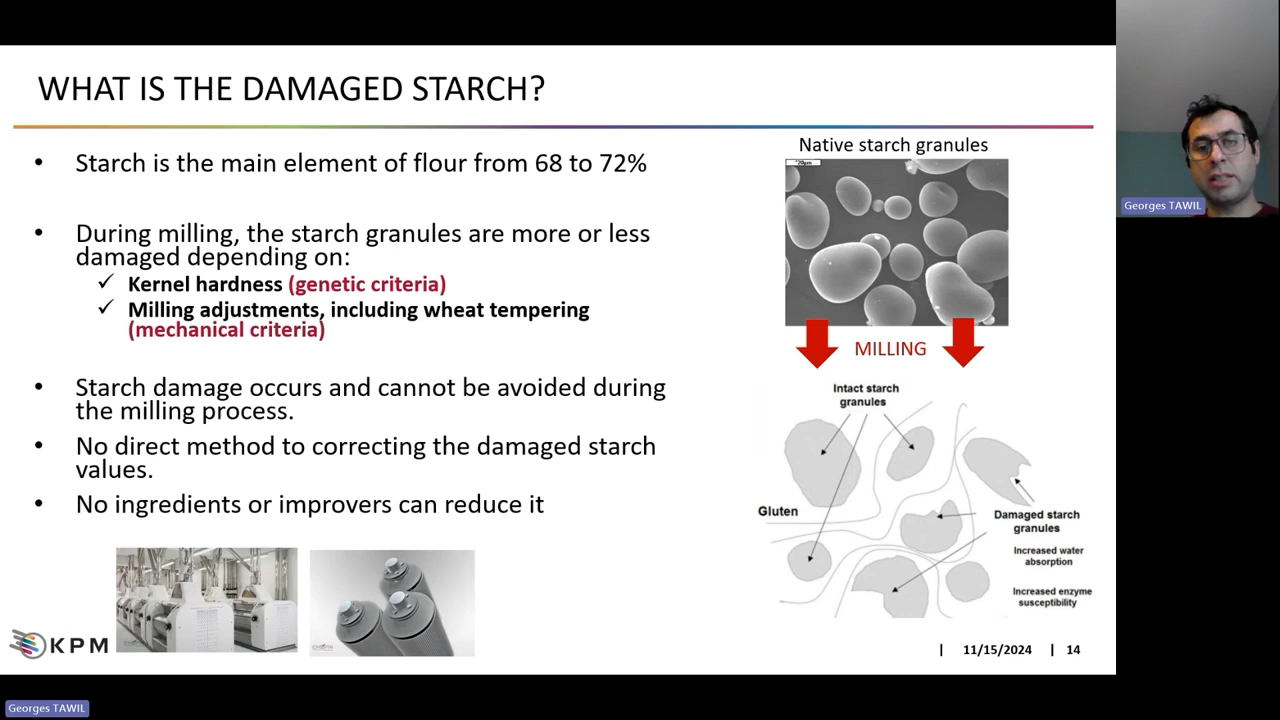 WHAT IS THE DAMAGED STARCH?
• Starch is the main element of flour from 68 to 72%
• During milling, the starch granules are more or less
damaged depending on:
✓ Kernel hardness (genetic criteria)
✓ Milling adjustments, including wheat tempering
(mechanical criteria)
• Starch damage occurs and cannot be avoided during
the milling process.
• No direct method to correcting the damaged starch
values.
• No ingredients or improvers can reduce it
Native starch granules
20µm
MILLING
Intact starch
granules
Gluten
Damaged starch
granules
Increased water
absorption
Increased enzyme
susceptibility
KPM
| 11/15/2024 | 14
Georges TAWIL
Georges TAWIL